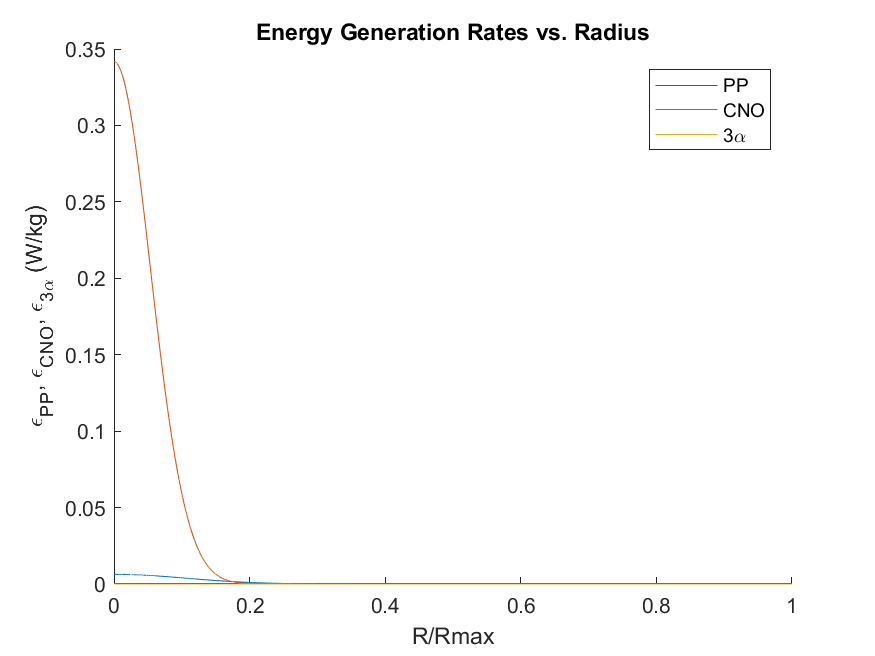 Energy Generation Rates vs. Radius
0.35
0.3
0.25
0.2
0.15
0.1
0.05
0
ϵPP, ϵCNO, ϵ3α (W/kg)
PP
CNO
3α
0 0.2 0.4 0.6 0.8 1
R/Rmax